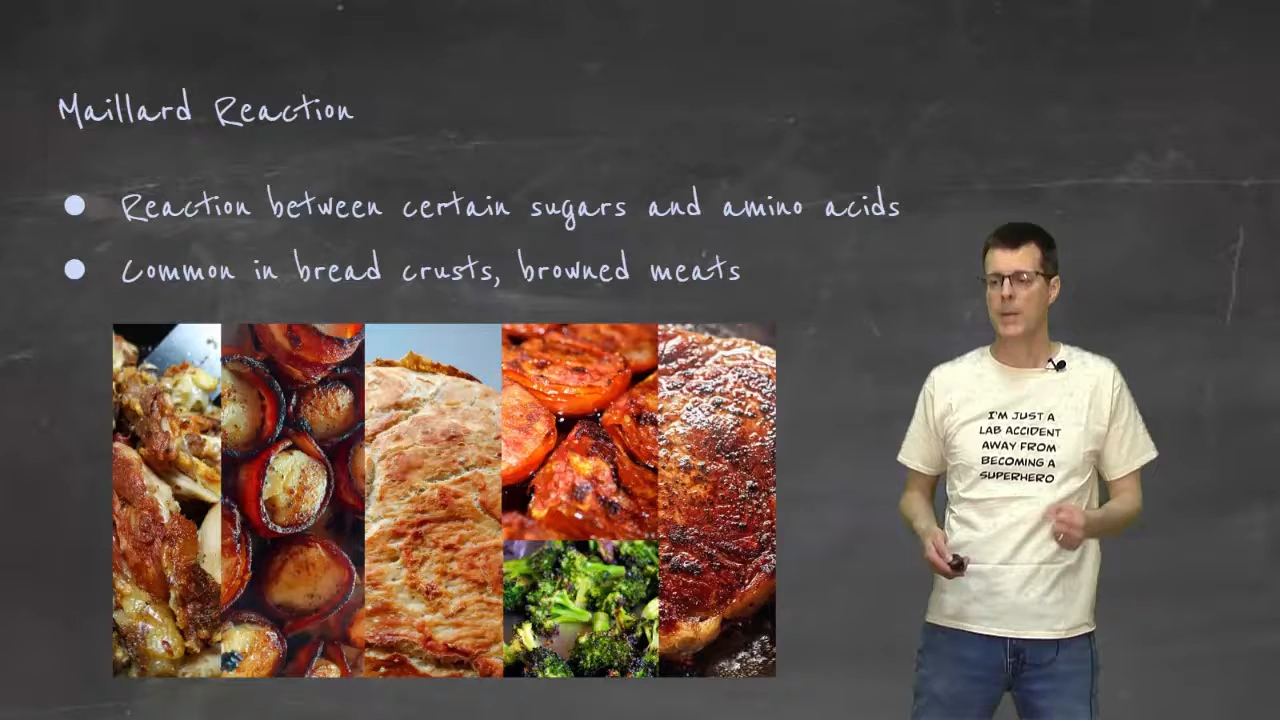 Maillard Reaction
Reaction between certain sugars and amino acids
Common in bread crusts, browned meats
I'M JUST A
LAB ACCIDENT
AWAY FROM
BECOMING A
SUPERHERO